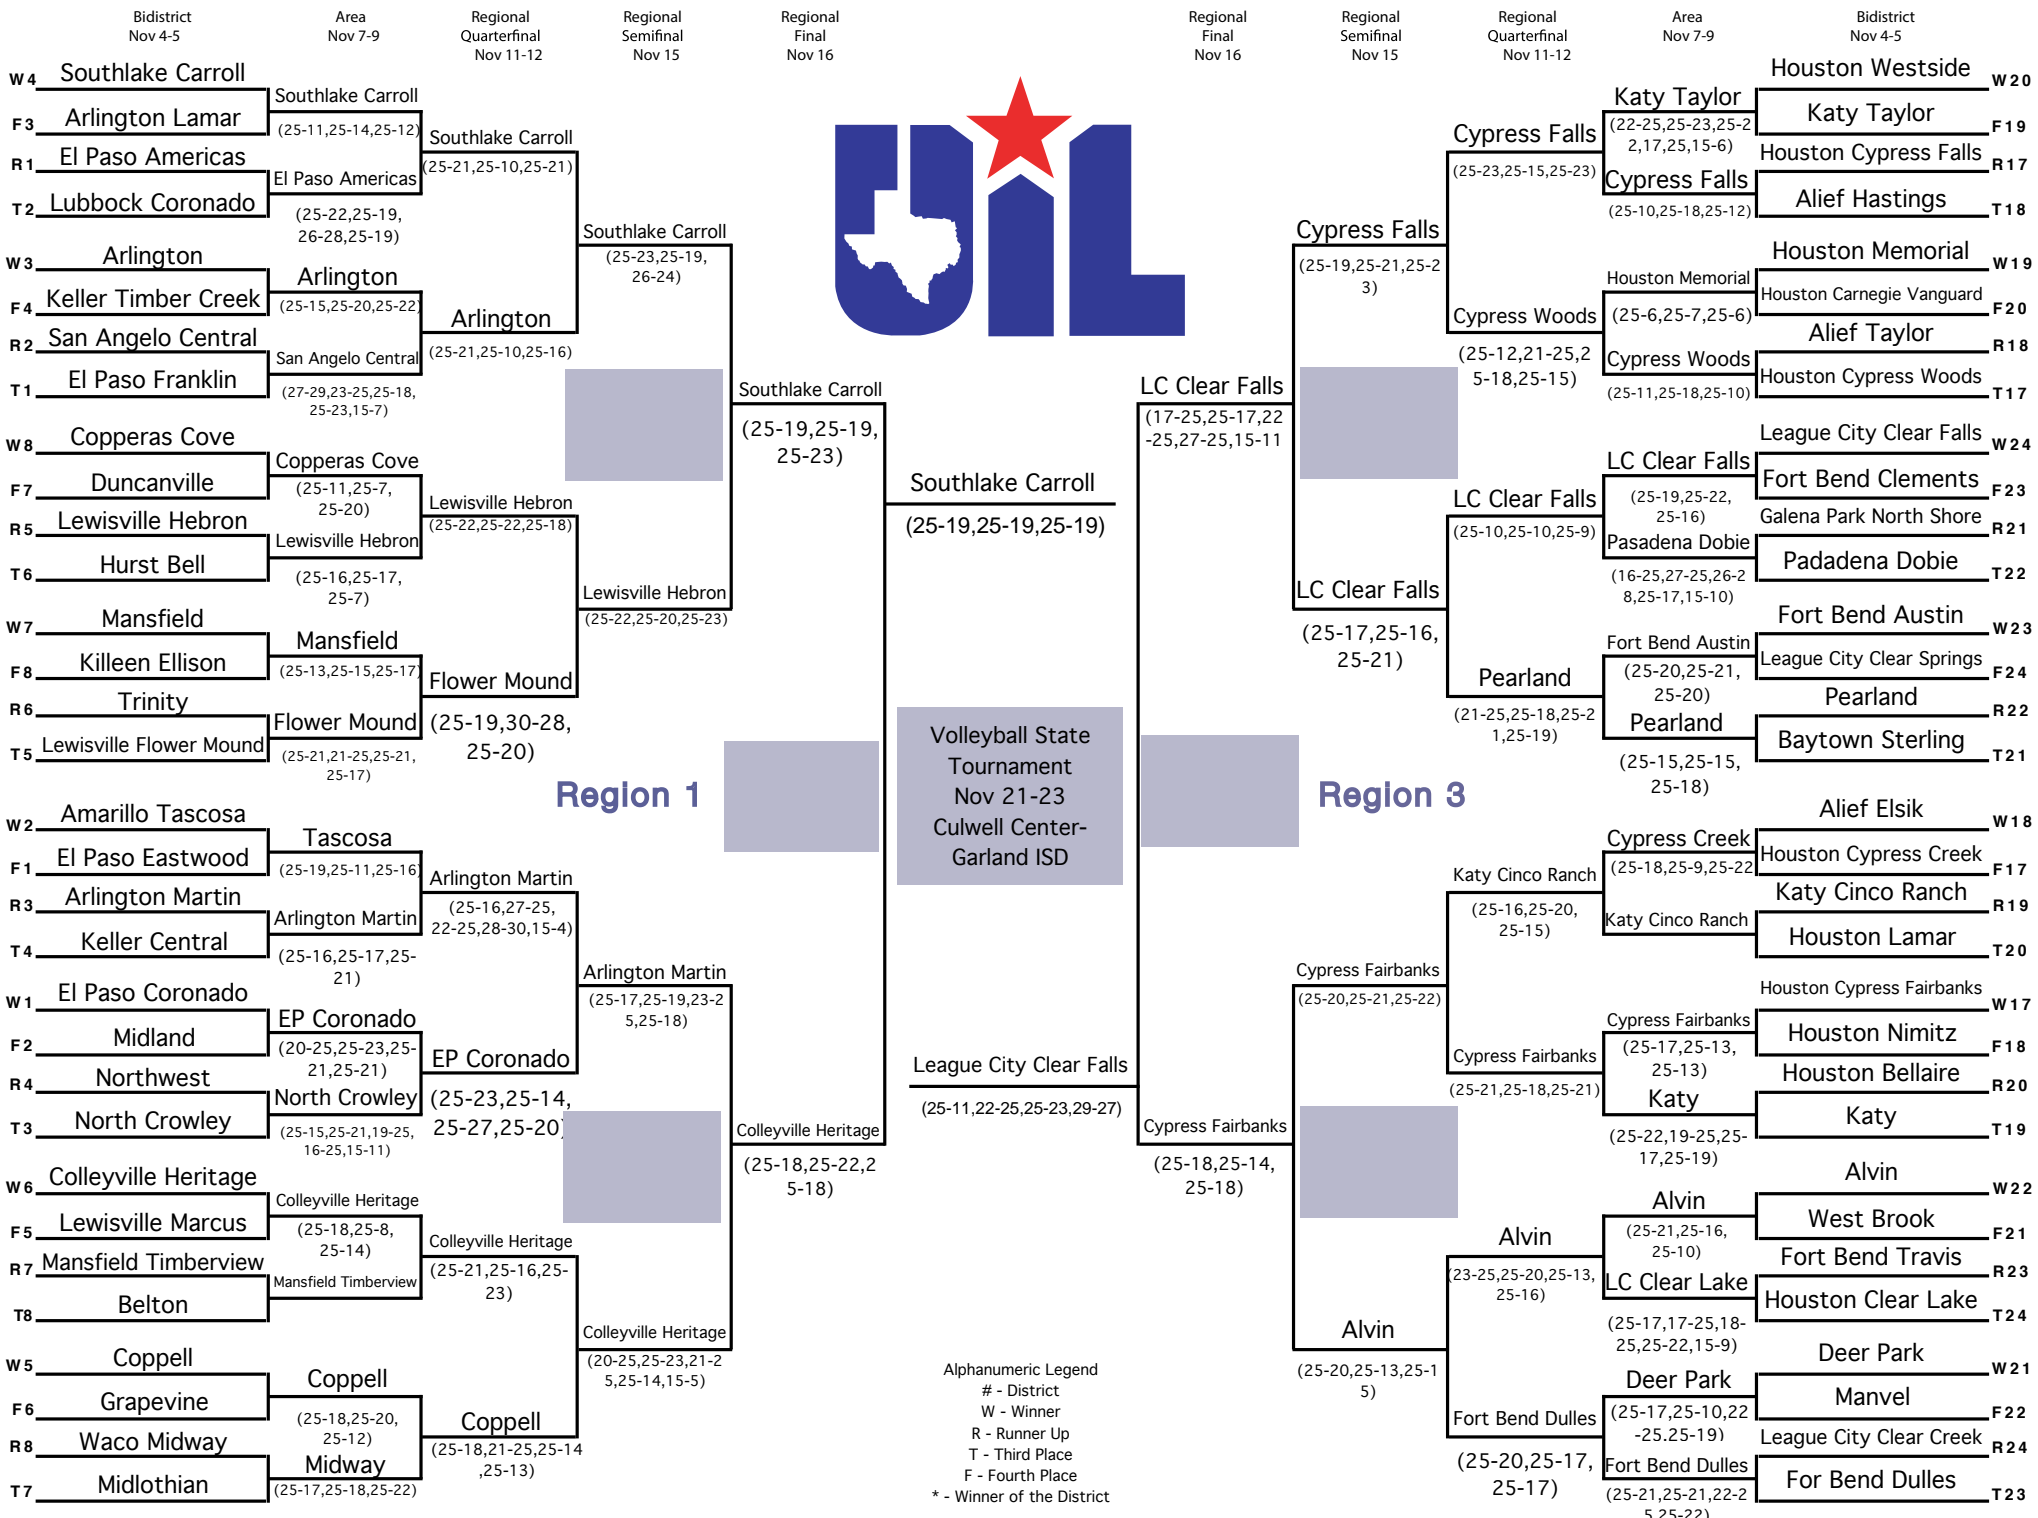 Bidistrict
Nov 4-5
Area
Nov 7-9
Regional
Quarterfinal
Nov 11-12
Regional
Semifinal
Nov 15
Regional
Final
Nov 16
Regional
Final
Nov 16
Regional
Semifinal
Nov 15
Regional
Quarterfinal
Nov 11-12
Area
Nov 7-9
Bidistrict
Nov 4-5
W4 Southlake Carroll
F3 Arlington Lamar
R1 El Paso Americas
T2 Lubbock Coronado
W3 Arlington
F4 Keller Timber Creek
R2 San Angelo Central
T1 El Paso Franklin
W8 Copperas Cove
F7 Duncanville
R5 Lewisville Hebron
T6 Hurst Bell
W7 Mansfield
F8 Killeen Ellison
R6 Trinity
T5 Lewisville Flower Mound
W2 Amarillo Tascosa
F1 El Paso Eastwood
R3 Arlington Martin
T4 Keller Central
W1 El Paso Coronado
F2 Midland
R4 Northwest
T3 North Crowley
W6 Colleyville Heritage
F5 Lewisville Marcus
R7 Mansfield Timberview
T8 Belton
W5 Coppell
F6 Grapevine
R8 Waco Midway
T7 Midlothian
Southlake Carroll
(25-11,25-14,25-12)
El Paso Americas
(25-22,25-19,
26-28,25-19)
Arlington
(25-15,25-20,25-22)
San Angelo Central
(27-29,23-25,25-18,
25-23,15-7)
Copperas Cove
(25-11,25-7,
25-20)
Lewisville Hebron
(25-16,25-17,
25-7)
Mansfield
(25-13,25-15,25-17)
Flower Mound
(25-21,21-25,25-21,
25-17)
Tascosa
(25-19,25-11,25-16)
Arlington Martin
(25-16,25-17,25-
21)
EP Coronado
(20-25,25-23,25-
21,25-21)
North Crowley
(25-15,25-21,19-25,
16-25,15-11)
Colleyville Heritage
(25-18,25-8,
25-14)
Mansfield Timberview
Coppell
(25-18,25-20,
25-12)
Midway
(25-17,25-18,25-22)
Southlake Carroll
(25-21,25-10,25-21)
Arlington
(25-21,25-10,25-16)
Lewisville Hebron
(25-22,25-22,25-18)
Flower Mound
(25-19,30-28,
25-20)
Arlington Martin
(25-16,27-25,
22-25,28-30,15-4)
EP Coronado
(25-23,25-14,
25-27,25-20)
Colleyville Heritage
(25-21,25-16,25-
23)
Coppell
(25-18,21-25,25-14
,25-13)
Southlake Carroll
(25-23,25-19,
26-24)
Lewisville Hebron
(25-22,25-20,25-23)
Region 1
Arlington Martin
(25-17,25-19,23-2
5,25-18)
Colleyville Heritage
(20-25,25-23,21-2
5,25-14,15-5)
Southlake Carroll
(25-19,25-19,
25-23)
Colleyville Heritage
(25-18,25-22,2
5-18)
UIL
Southlake Carroll
(25-19,25-19,25-19)
Volleyball State
Tournament
Nov 21-23
Culwell Center-
Garland ISD
League City Clear Falls
(25-11,22-25,25-23,29-27)
Alphanumeric Legend
# - District
W - Winner
R - Runner Up
T - Third Place
F - Fourth Place
* - Winner of the District
LC Clear Falls
(17-25,25-17,22
-25,27-25,15-11
Cypress Fairbanks
(25-18,25-14,
25-18)
Cypress Falls
(25-19,25-21,25-2
3)
LC Clear Falls
(25-17,25-16,
25-21)
Region 3
Cypress Fairbanks
(25-20,25-21,25-22)
Alvin
(25-20,25-13,25-1
5)
Cypress Falls
(25-23,25-15,25-23)
Cypress Woods
(25-12,21-25,2
5-18,25-15)
LC Clear Falls
(25-10,25-10,25-9)
Pearland
(21-25,25-18,25-2
1,25-19)
Katy Cinco Ranch
(25-16,25-20,
25-15)
Cypress Fairbanks
(25-21,25-18,25-21)
Alvin
(23-25,25-20,25-13,
25-16)
Fort Bend Dulles
(25-20,25-17,
25-17)
Katy Taylor
(22-25,25-23,25-2
2,17,25,15-6)
Cypress Falls
(25-10,25-18,25-12)
Houston Memorial
(25-6,25-7,25-6)
Cypress Woods
(25-11,25-18,25-10)
LC Clear Falls
(25-19,25-22,
25-16)
Pasadena Dobie
(16-25,27-25,26-2
8,25-17,15-10)
Fort Bend Austin
(25-20,25-21,
25-20)
Pearland
(25-15,25-15,
25-18)
Cypress Creek
(25-18,25-9,25-22
Katy Cinco Ranch
Cypress Fairbanks
(25-17,25-13,
25-13)
Katy
(25-22,19-25,25-
17,25-19)
Alvin
(25-21,25-16,
25-10)
LC Clear Lake
(25-17,17-25,18-
25,25-22,15-9)
Deer Park
(25-17,25-10,22
-25,25-19)
Fort Bend Dulles
(25-21,25-21,22-2
5,25-22)
Houston Westside W20
Katy Taylor F19
Houston Cypress Falls R17
Alief Hastings T18
Houston Memorial W19
Houston Carnegie Vanguard F20
Alief Taylor R18
Houston Cypress Woods T17
League City Clear Falls W24
Fort Bend Clements F23
Galena Park North Shore R21
Padadena Dobie T22
Fort Bend Austin W23
League City Clear Springs F24
Pearland R22
Baytown Sterling T21
Alief Elsik W18
Houston Cypress Creek F17
Katy Cinco Ranch R19
Houston Lamar T20
Houston Cypress Fairbanks W17
Houston Nimitz F18
Houston Bellaire R20
Katy T19
Alvin W22
West Brook F21
Fort Bend Travis R23
Houston Clear Lake T24
Deer Park W21
Manvel F22
League City Clear Creek R24
For Bend Dulles T23